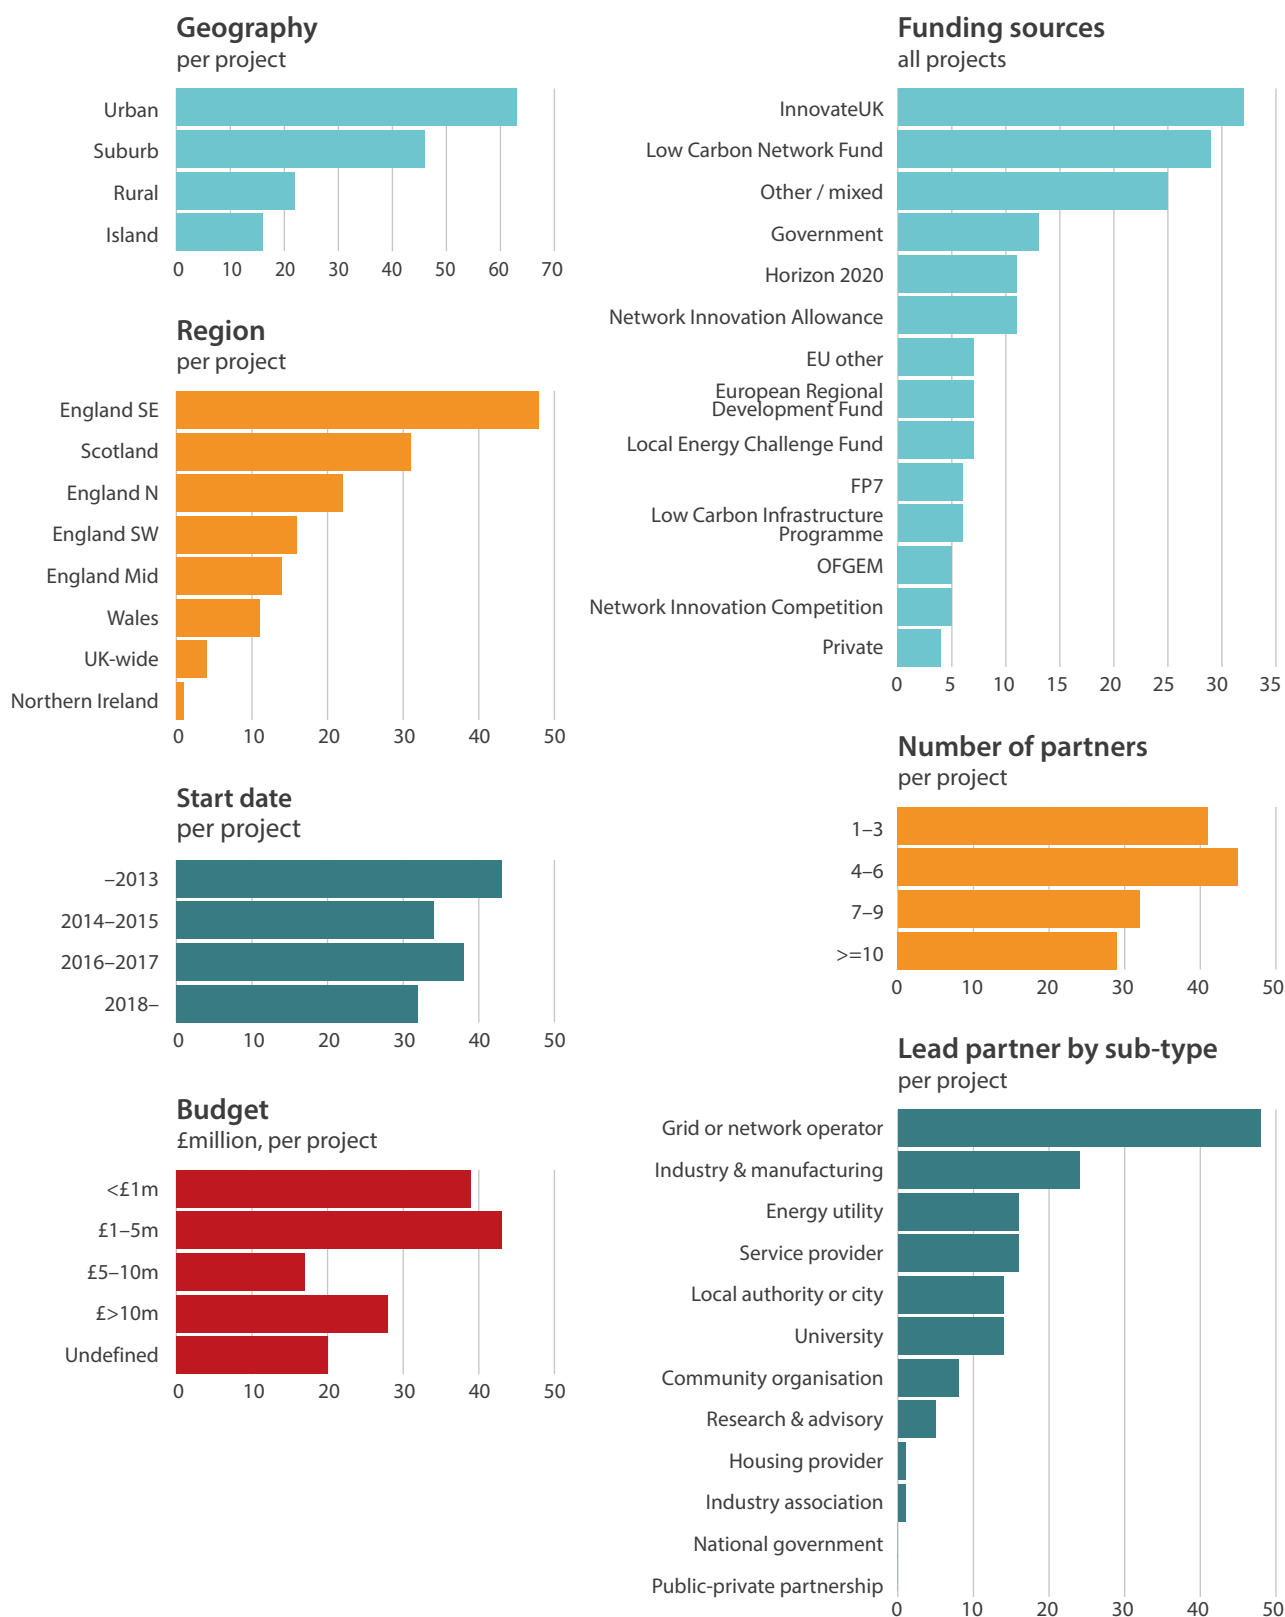 Geography
per project
Urban
Suburb
Rural
Island
0 10 20 30 40 50 60 70
Region
per project
England SE
Scotland
England N
England SW
England Mid
Wales
UK-wide
Northern Ireland
0 10 20 30 40 50
Start date
per project
–2013
2014–2015
2016–2017
2018–
0 10 20 30 40 50
Budget
£million, per project
<£1m
£1–5m
£5–10m
£>10m
Undefined
0 10 20 30 40 50
Funding sources
all projects
InnovateUK
Low Carbon Network Fund
Other / mixed
Government
Horizon 2020
Network Innovation Allowance
EU other
European Regional
Development Fund
Local Energy Challenge Fund
FP7
Low Carbon Infrastructure
Programme
OFGEM
Network Innovation Competition
Private
0 5 10 15 20 25 30 35
Number of partners
per project
1–3
4–6
7–9
>=10
0 10 20 30 40 50
Lead partner by sub-type
per project
Grid or network operator
Industry & manufacturing
Energy utility
Service provider
Local authority or city
University
Community organisation
Research & advisory
Housing provider
Industry association
National government
Public-private partnership
0 10 20 30 40 50